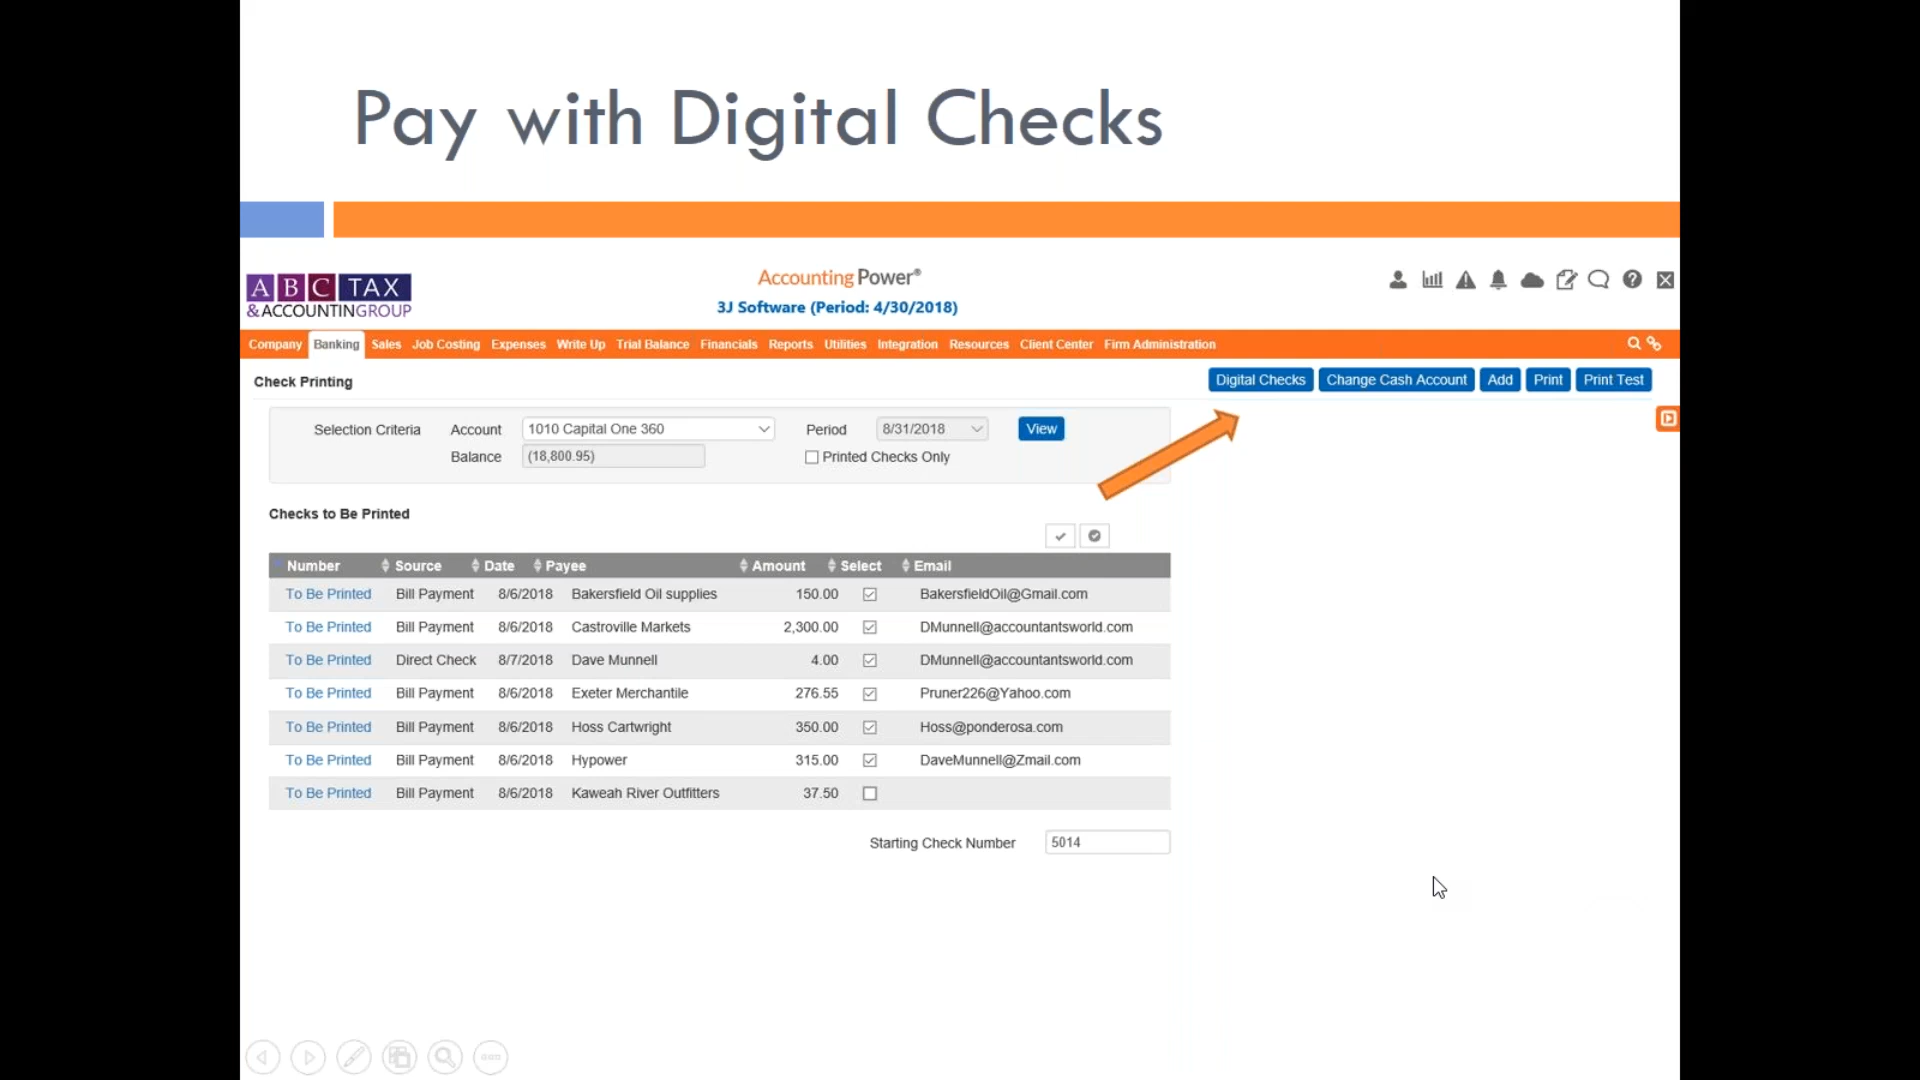 Pay with Digital Checks
ABC TAX
&ACCOUNTINGGROUP
Accounting Power®
3J Software (Period: 4/30/2018)
Company Banking Sales Job Costing Expenses Write Up Trial Balance Financials Reports Utilities Integration Resources Client Center Firm Administration
Check Printing Digital Checks Change Cash Account Add Print Print Test
Selection Criteria Account 1010 Capital One 360 Period 8/31/2018 View
Balance (18,800.95) Printed Checks Only
Checks to Be Printed
Number Source Date Payee Amount Select Email
To Be Printed Bill Payment 8/6/2018 Bakersfield Oil supplies 150.00 BakersfieldOil@Gmail.com
To Be Printed Bill Payment 8/6/2018 Castroville Markets 2,300.00 DMunnell@accountantsworld.com
To Be Printed Direct Check 8/7/2018 Dave Munnell 4.00 DMunnell@accountantsworld.com
To Be Printed Bill Payment 8/6/2018 Exeter Merchantile 276.55 Pruner226@Yahoo.com
To Be Printed Bill Payment 8/6/2018 Hoss Cartwright 350.00 Hoss@ponderosa.com
To Be Printed Bill Payment 8/6/2018 Hypower 315.00 DaveMunnell@Zmail.com
To Be Printed Bill Payment 8/6/2018 Kaweah River Outfitters 37.50
Starting Check Number 5014